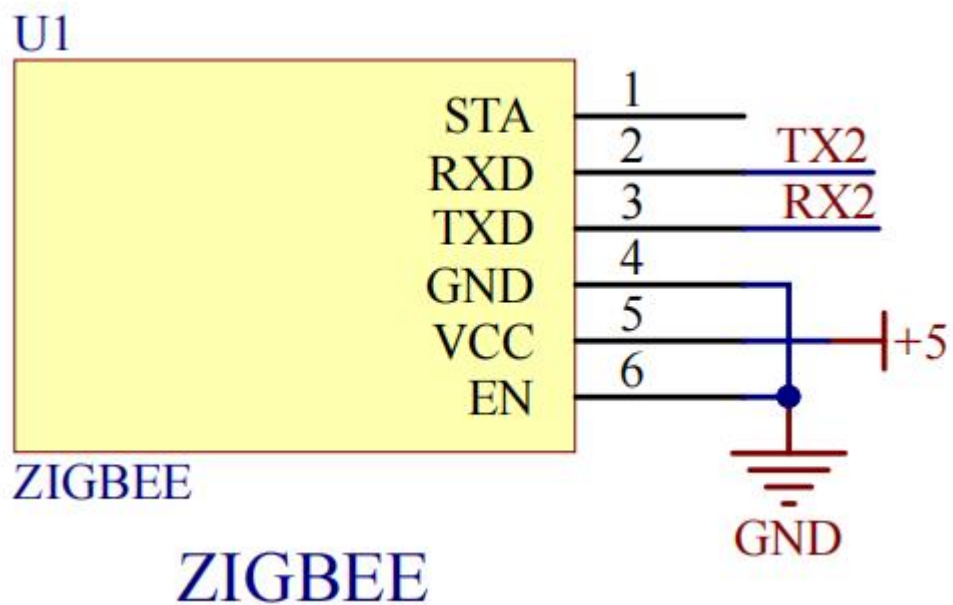 U1
STA 1
RXD 2 TX2
TXD 3 RX2
GND 4
VCC 5 +5
EN 6
ZIGBEE
GND
ZIGBEE